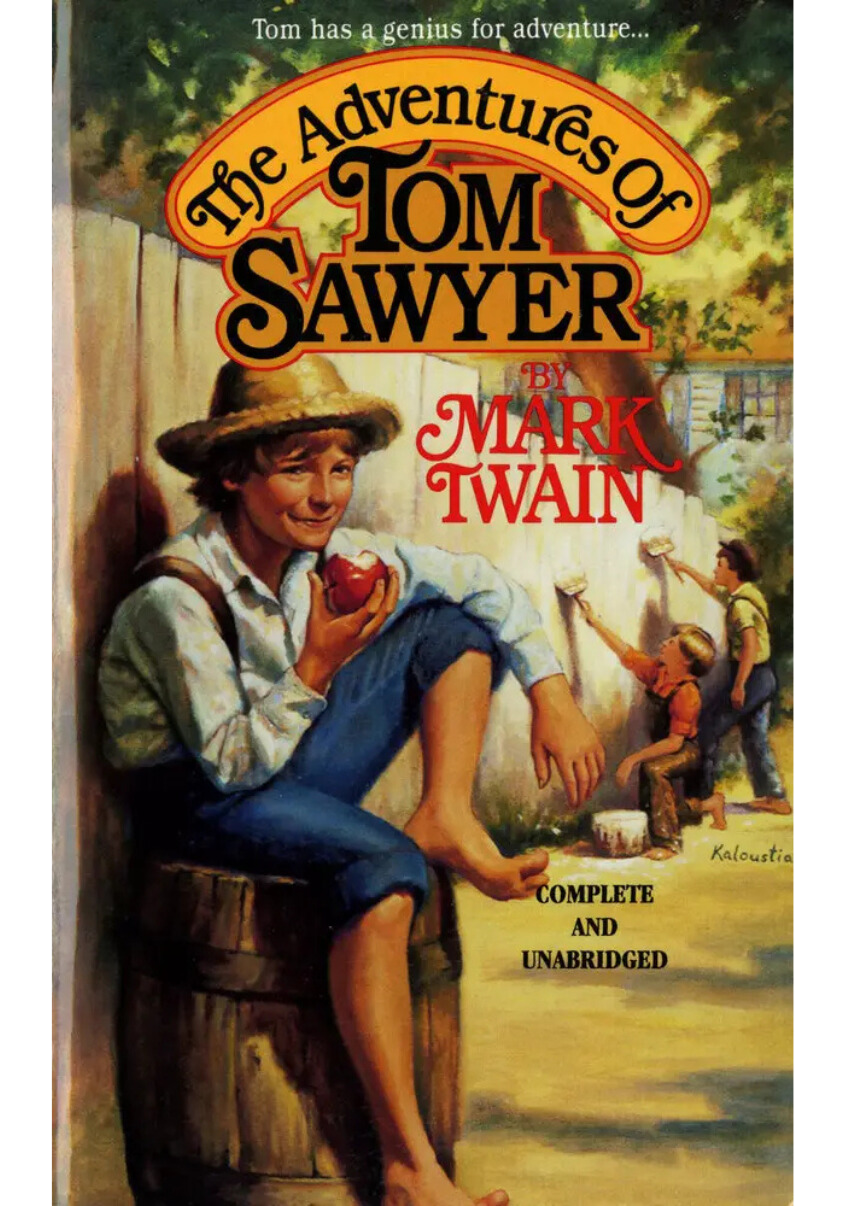 Tom has a genius for adventure...
The Adventures Of
TOM
SAWYER
BY
MARK
TWAIN
Kaloustia
COMPLETE
AND
UNABRIDGED